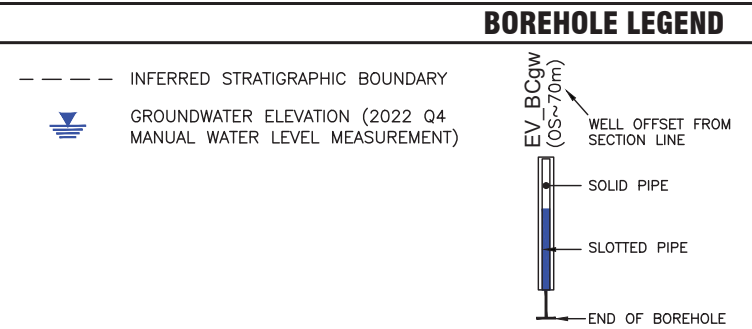 BOREHOLE LEGEND
INFERRED STRATIGRAPHIC BOUNDARY
GROUNDWATER ELEVATION (2022 Q4
MANUAL WATER LEVEL MEASUREMENT)
EV_BCgw
(OS~70m)
WELL OFFSET FROM
SECTION LINE
SOLID PIPE
SLOTTED PIPE
END OF BOREHOLE